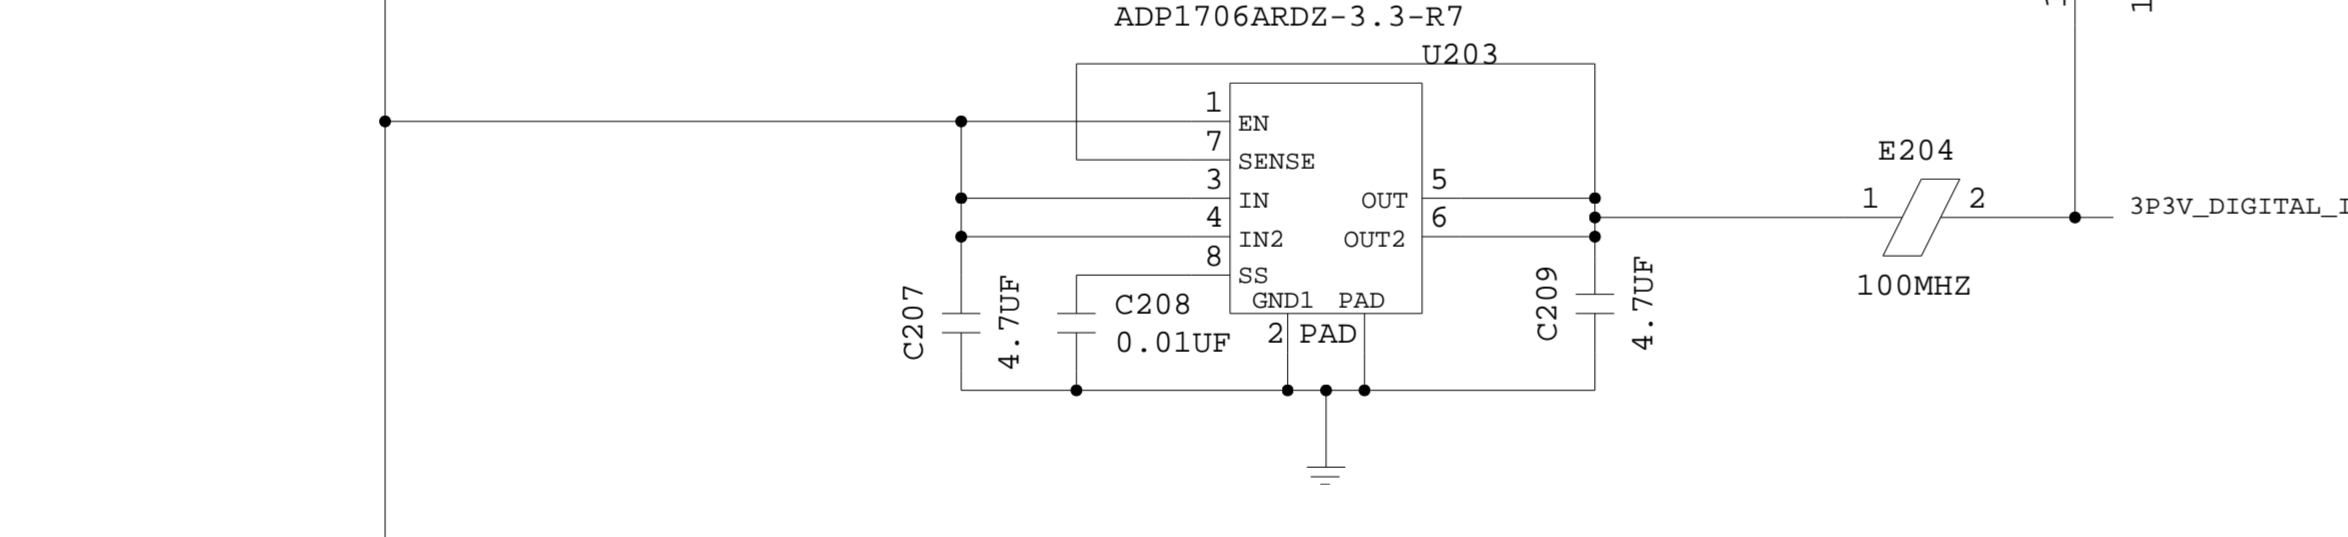 ADP1706ARDZ-3.3-R7
U203
1
EN
7
SENSE
3
IN
4
IN2
8
SS
OUT
5
OUT2
6
GND1 PAD
2 PAD
C207
4.7UF
C208
0.01UF
C209
4.7UF
E204
1
2
100MHZ
3P3V_DIGITAL_